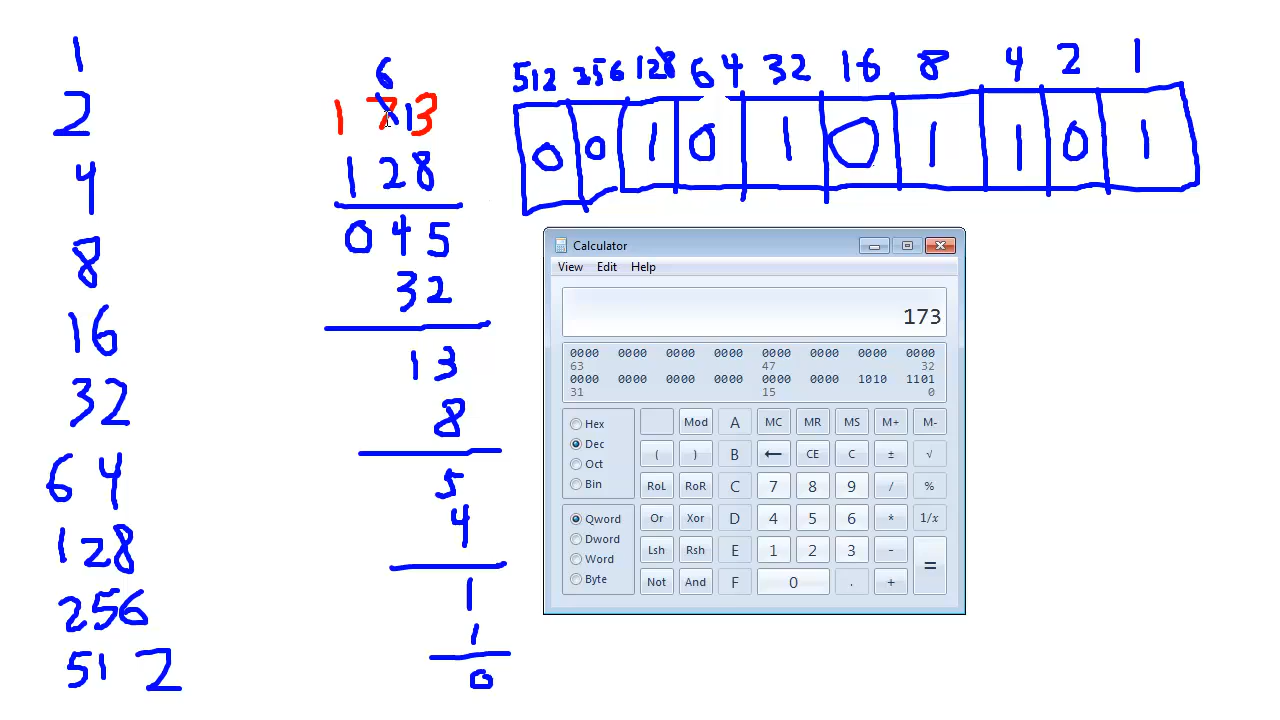 1
2
4
8
16
32
64
128
256
512
6
1 7 13
128
045
32
13
8
5
4
1
1
0
512 256 128 64 32 16 8 4 2 1
0 0 1 0 1 0 1 1 0 1
Calculator
View Edit Help
173
0000 0000 0000 0000 0000 0000 0000 0000
63 47 32
0000 0000 0000 0000 0000 0000 1010 1101
31 15 0
Hex
Dec
Oct
Bin
Qword
Dword
Word
Byte
Mod A MC MR MS M+ M-
( ) B ← CE C ± √
RoL RoR C 7 8 9 / %
Or Xor D 4 5 6 * 1/x
Lsh Rsh E 1 2 3 - =
Not And F 0 . +